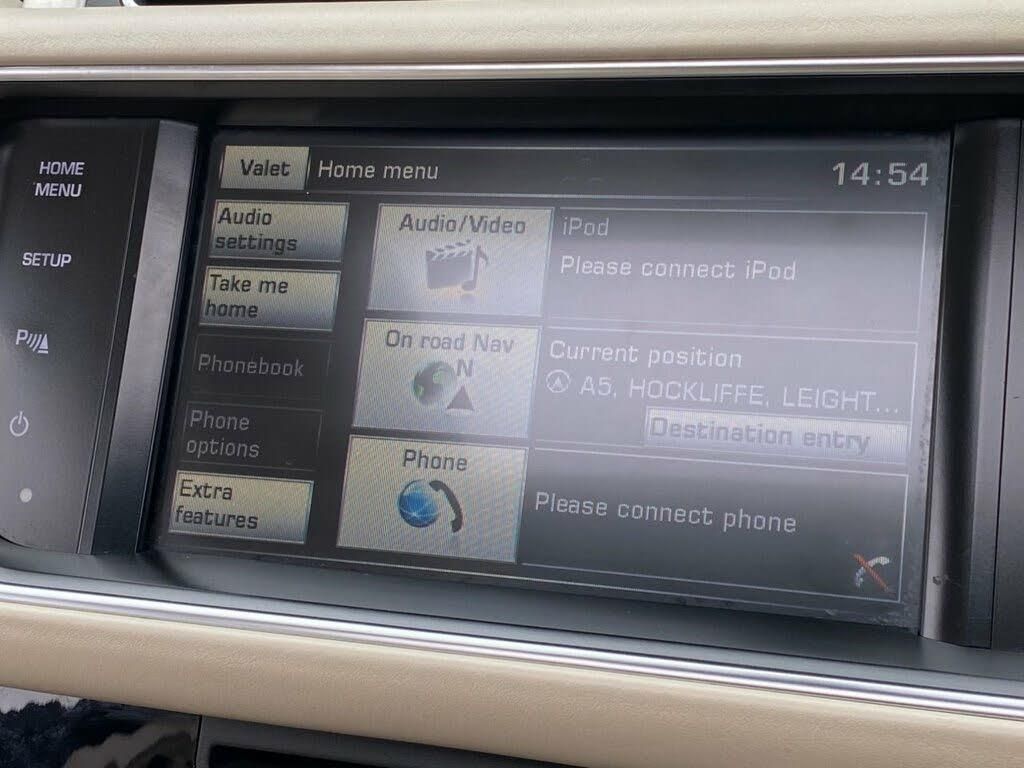 HOME
MENU
SETUP
P
Valet
Home menu
14:54
Audio
settings
Take me
home
Phonebook
Phone
options
Extra
features
Audio/Video
iPod
Please connect iPod
On road Nav
N
Current position
A5, HOCKLIFFE, LEIGHT...
Destination entry
Phone
Please connect phone